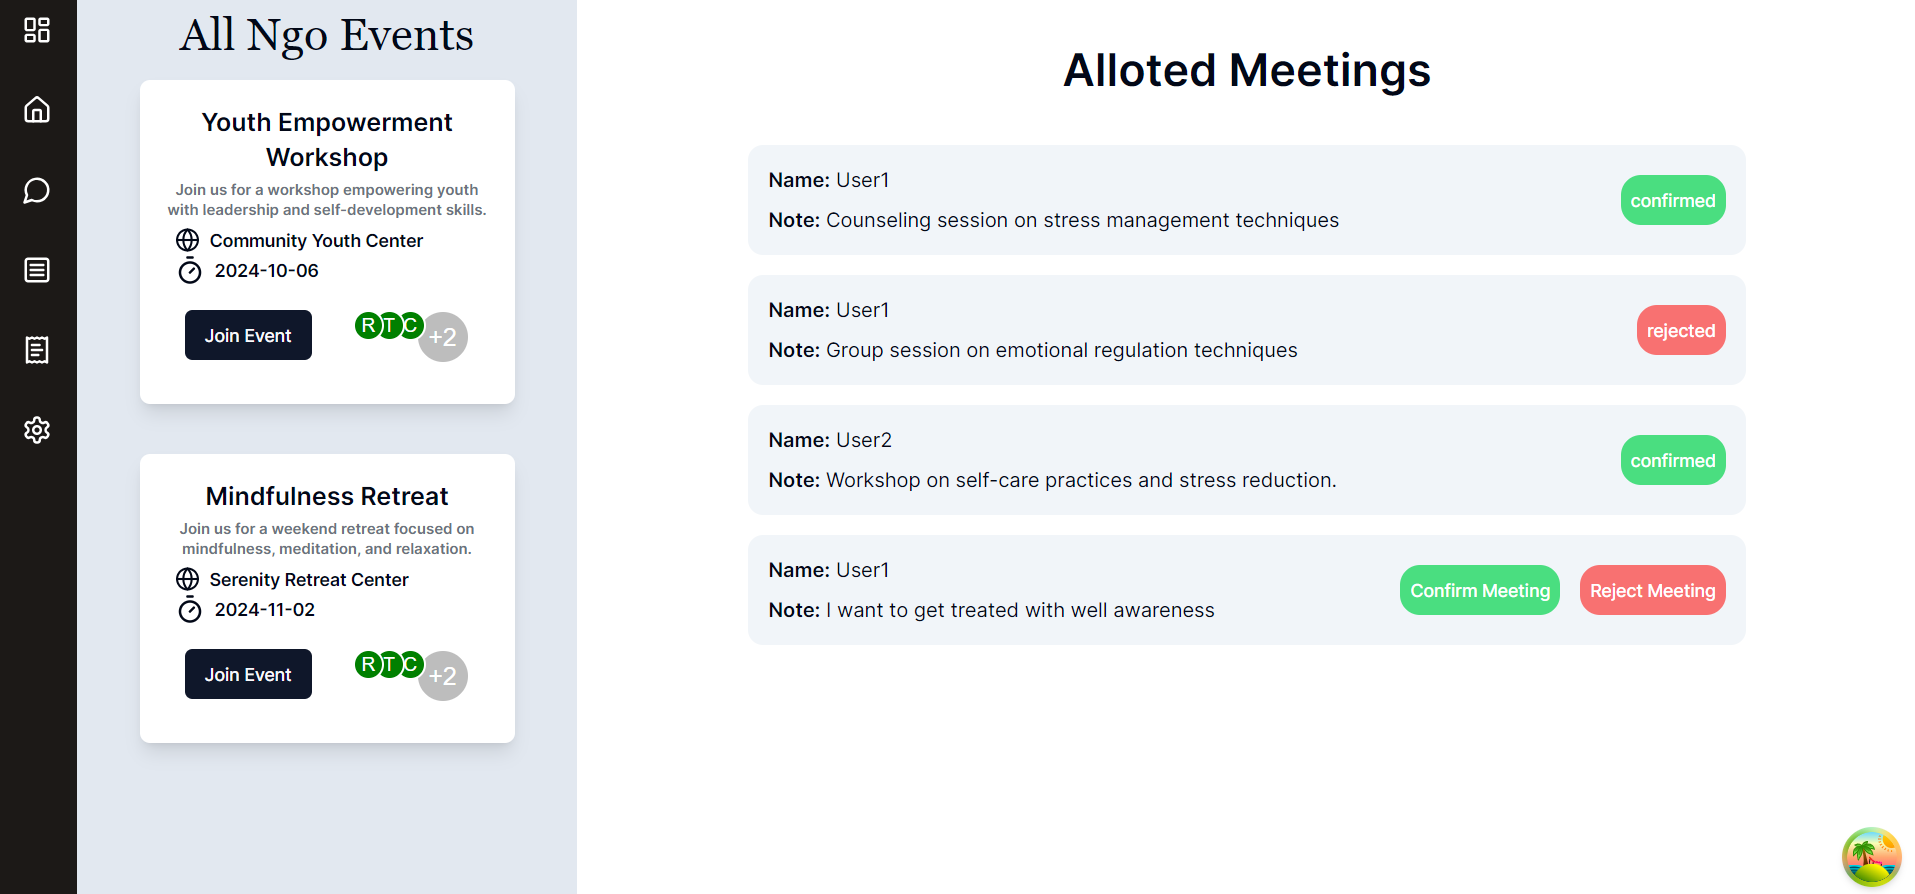 All Ngo Events
Youth Empowerment
Workshop
Join us for a workshop empowering youth
with leadership and self-development skills.
Community Youth Center
2024-10-06
Join Event
R T C +2
Mindfulness Retreat
Join us for a weekend retreat focused on
mindfulness, meditation, and relaxation.
Serenity Retreat Center
2024-11-02
Join Event
R T C +2
Alloted Meetings
Name: User1
Note: Counseling session on stress management techniques
confirmed
Name: User1
Note: Group session on emotional regulation techniques
rejected
Name: User2
Note: Workshop on self-care practices and stress reduction.
confirmed
Name: User1
Note: I want to get treated with well awareness
Confirm Meeting
Reject Meeting